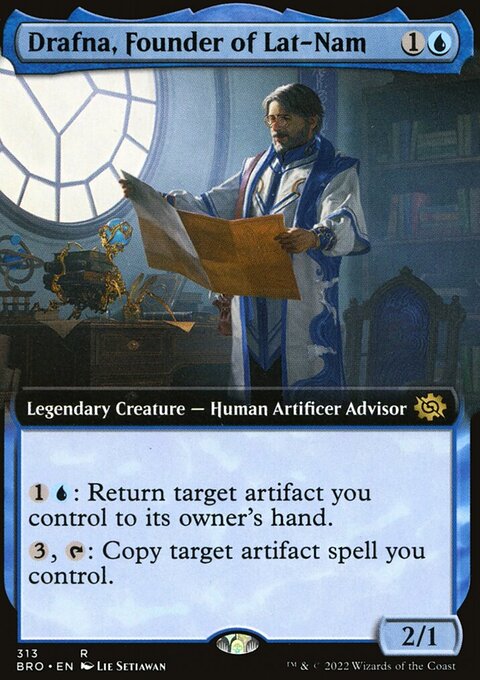 Drafna, Founder of Lat-Nam 1
Legendary Creature — Human Artificer Advisor
1: Return target artifact you
control to its owner's hand.
3, : Copy target artifact spell you
control.
2/1
313 R
BRO • EN Lie Setiawan
™ & © 2022 Wizards of the Coast